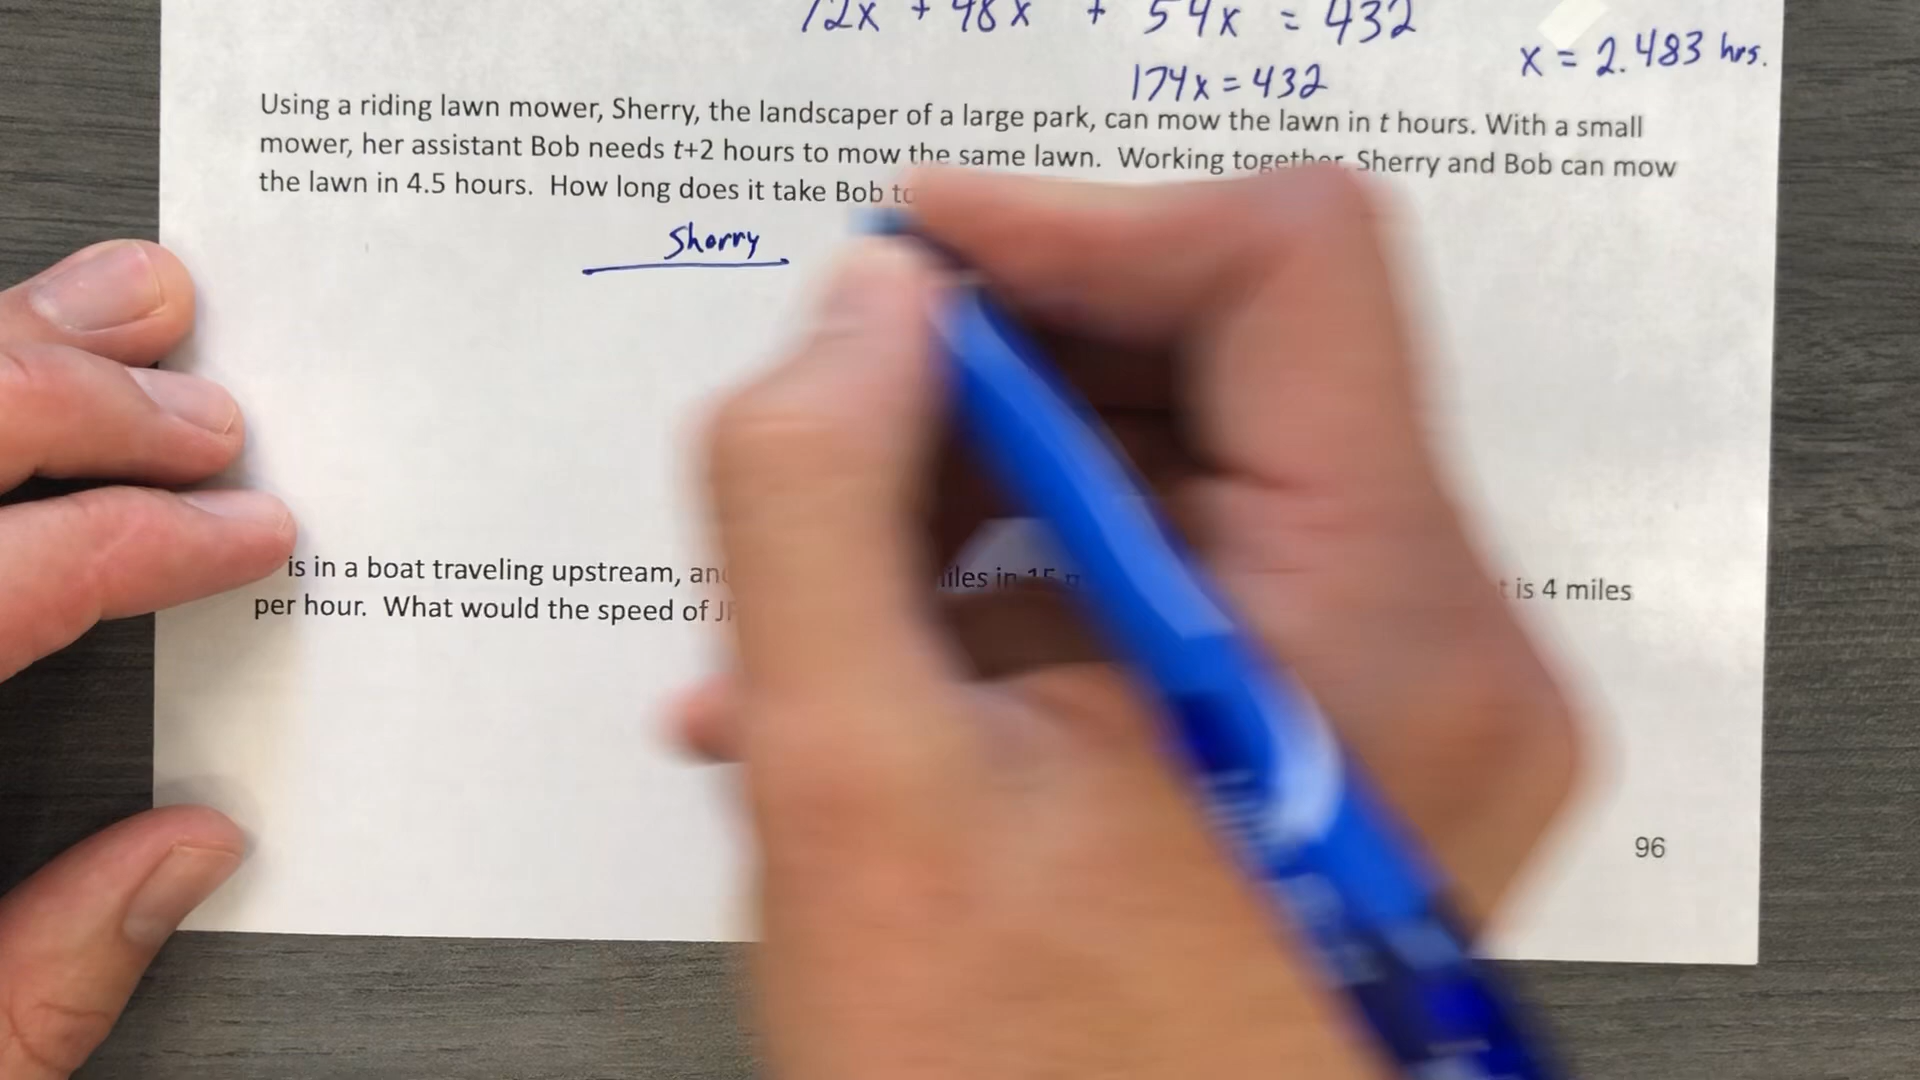 72x + 48x + 54x = 432
174x = 432
x = 2.483 hrs.
Using a riding lawn mower, Sherry, the landscaper of a large park, can mow the lawn in t hours. With a small
mower, her assistant Bob needs t+2 hours to mow the same lawn. Working together, Sherry and Bob can mow
the lawn in 4.5 hours. How long does it take Bob to
Sherry
is in a boat traveling upstream, and
is 4 miles
per hour. What would the speed of
96